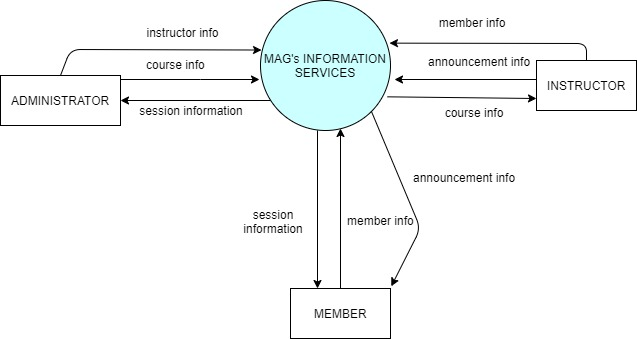 member info
instructor info
MAG's INFORMATION
SERVICES
announcement info
course info
ADMINISTRATOR
INSTRUCTOR
session information
course info
announcement info
session
information
member info
MEMBER